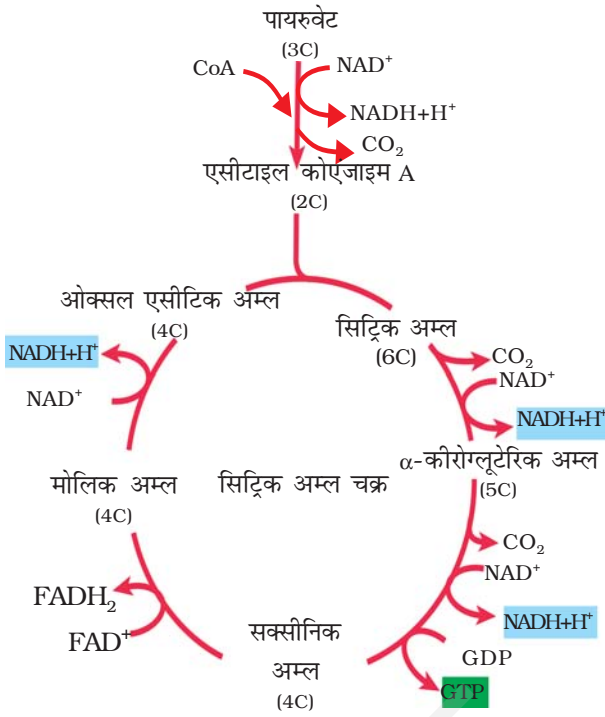 पायरुवेट
(3C)
CoA
NAD⁺
NADH+H⁺
CO₂
एसीटाइल कोएंजाइम A
(2C)
ओक्सल एसीटिक अम्ल
(4C)
सिट्रिक अम्ल
(6C)
NADH+H⁺
CO₂
NAD⁺
NAD⁺
NADH+H⁺
मोलिक अम्ल
(4C)
सिट्रिक अम्ल चक्र
α-कीरोग्लूटेरिक अम्ल
(5C)
CO₂
NAD⁺
FADH₂
NADH+H⁺
FAD⁺
सक्सीनिक
अम्ल
(4C)
GDP
GTP